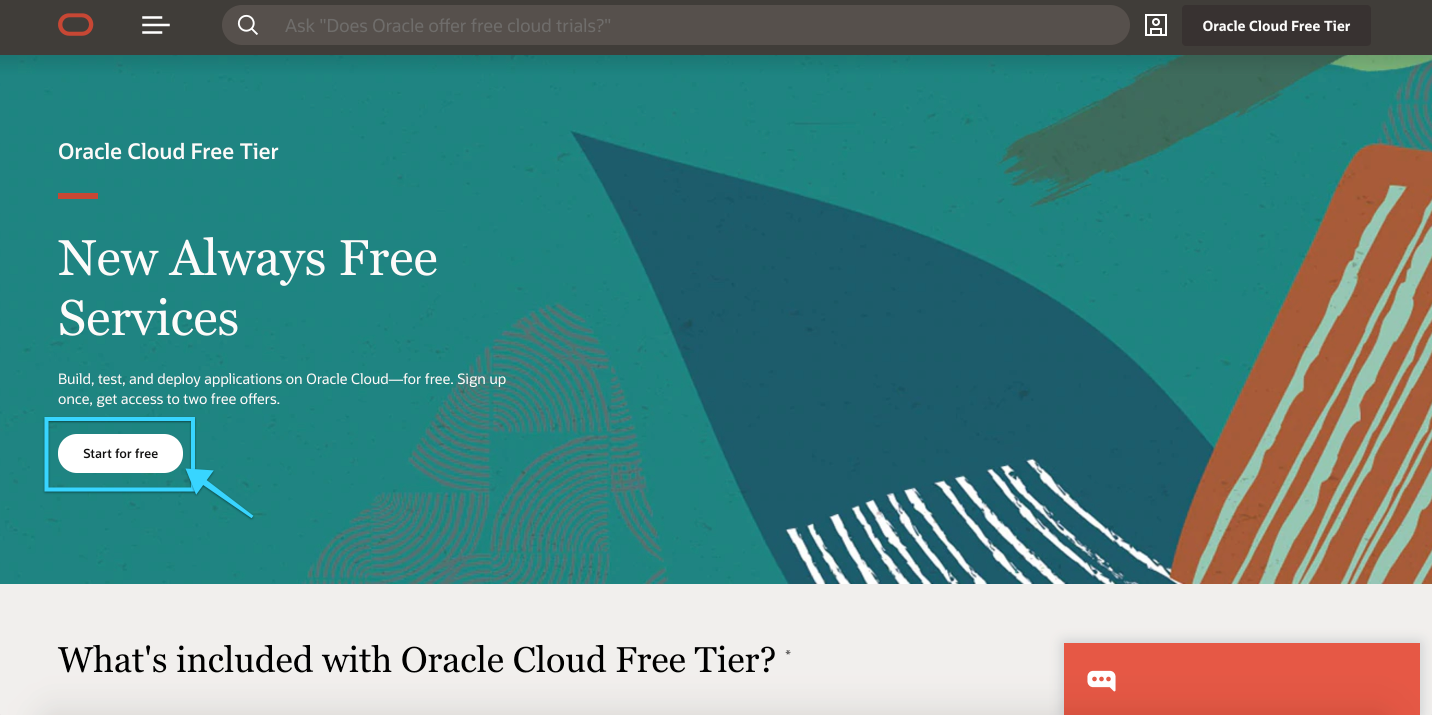 Ask "Does Oracle offer free cloud trials?"
Oracle Cloud Free Tier
Oracle Cloud Free Tier
New Always Free
Services
Build, test, and deploy applications on Oracle Cloud—for free. Sign up
once, get access to two free offers.
Start for free
What's included with Oracle Cloud Free Tier? *